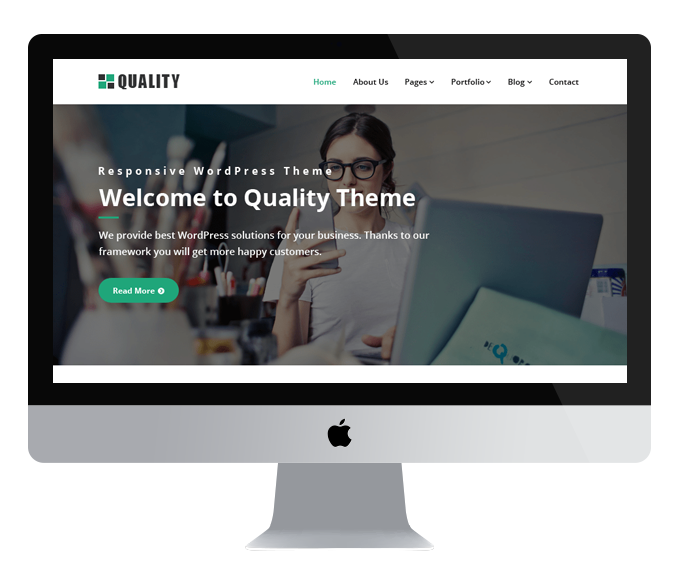 QUALITY
Home About Us Pages Portfolio Blog Contact
Responsive WordPress Theme
Welcome to Quality Theme
We provide best WordPress solutions for your business. Thanks to our
framework you will get more happy customers.
Read More